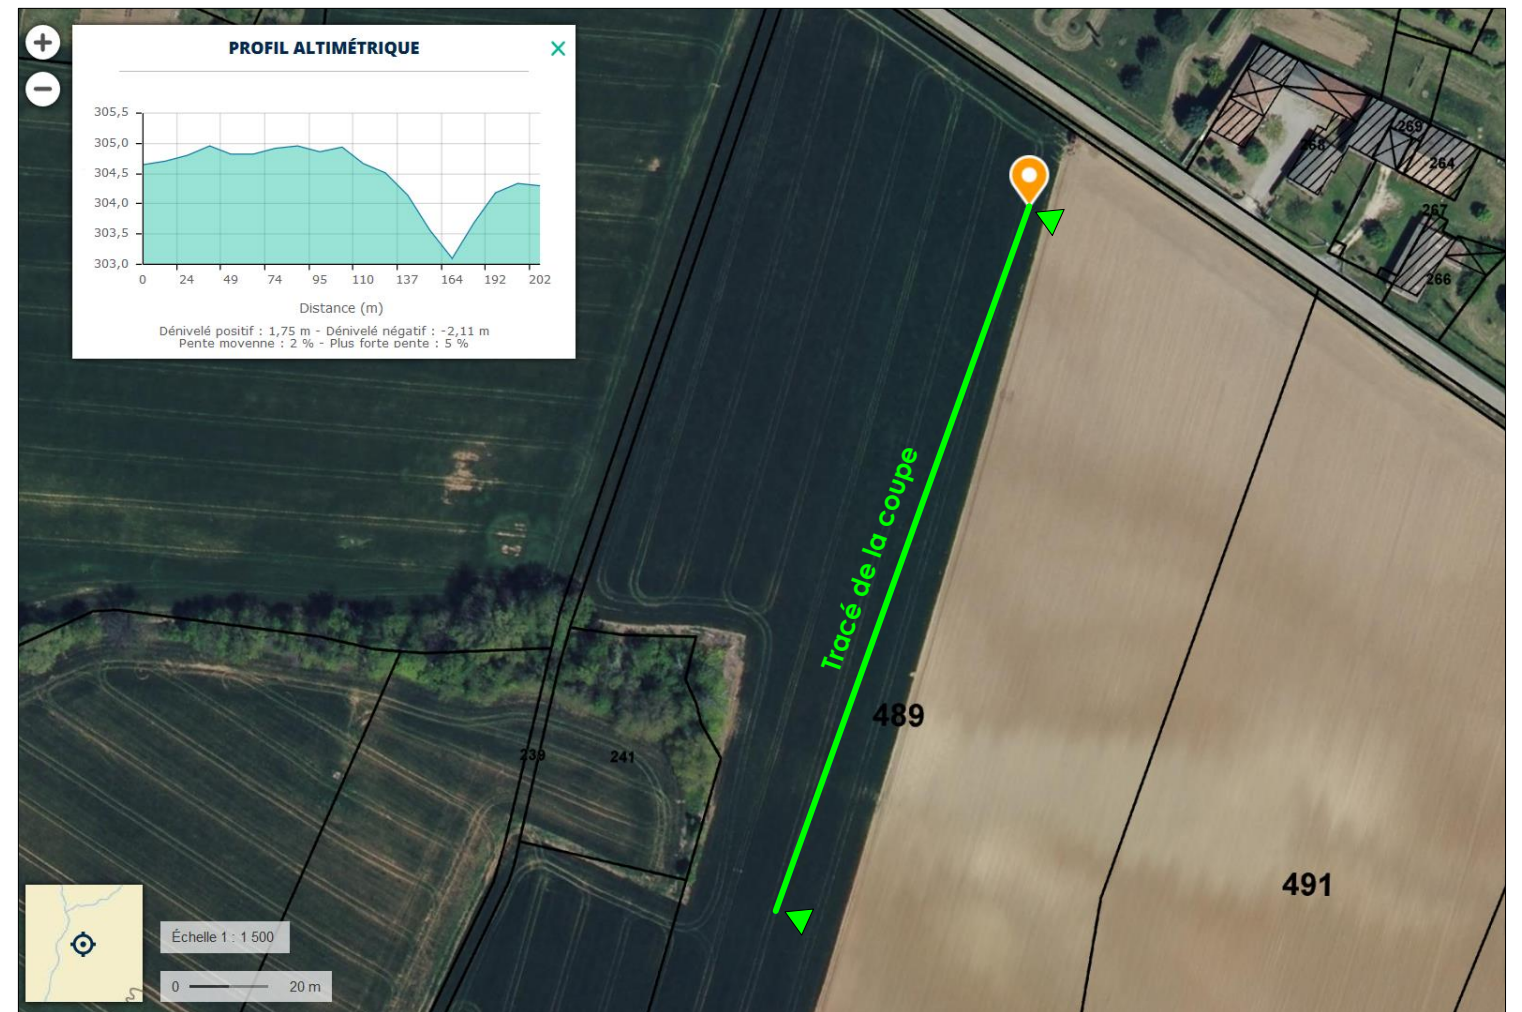 PROFIL ALTIMÉTRIQUE
305,5
305,0
304,5
304,0
303,5
303,0
0 24 49 74 95 110 137 164 192 202
Distance (m)
Dénivelé positif : 1,75 m - Dénivelé négatif : -2,11 m
Pente moyenne : 2 % - Plus forte pente : 5 %
269
268
264
267
266
Tracé de la coupe
489
239
241
491
Échelle 1 : 1 500
0 20 m